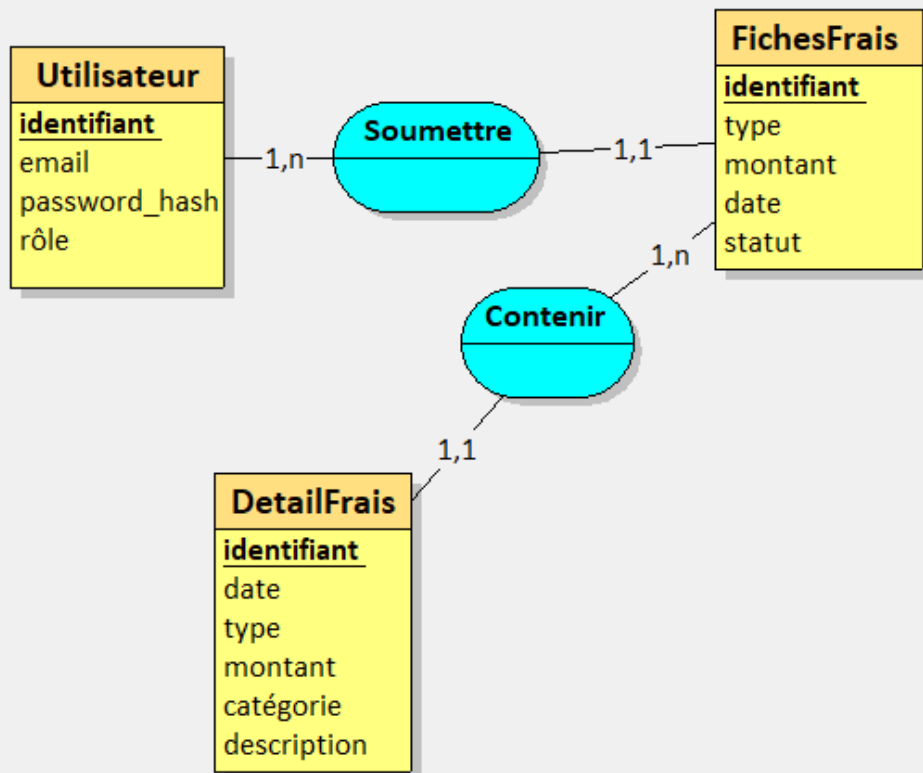 Utilisateur
identifiant
email
password_hash
rôle
1,n
Soumettre
1,1
FichesFrais
identifiant
type
montant
date
statut
1,n
Contenir
1,1
DetailFrais
identifiant
date
type
montant
catégorie
description